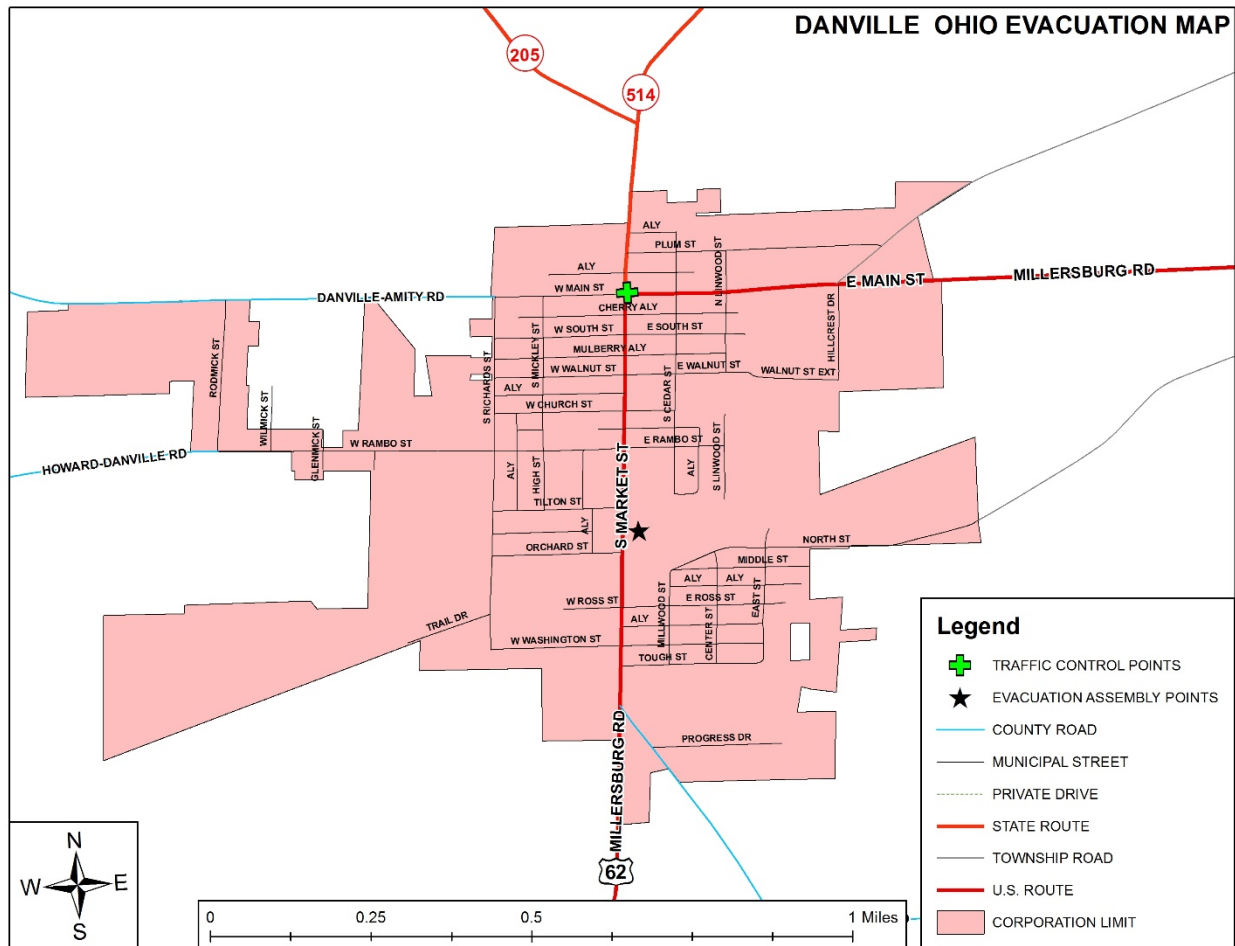 DANVILLE  OHIO EVACUATION MAP
205
514
ALY
PLUM ST
N LINWOOD ST
ALY
W MAIN ST
E MAIN ST
MILLERSBURG RD
DANVILLE-AMITY RD
CHERRY ALY
HILLCREST DR
W SOUTH ST
E SOUTH ST
S MICKLEY ST
RODMICK ST
MULBERRY ALY
S RICHARDS ST
W WALNUT ST
E WALNUT ST
WALNUT ST EXT
ALY
S CEDAR ST
W CHURCH ST
WILMICK ST
GLENMICK ST
W RAMBO ST
E RAMBO ST
HOWARD-DANVILLE RD
ALY
HIGH ST
S MARKET ST
ALY
S LINWOOD ST
TILTON ST
ALY
ORCHARD ST
NORTH ST
MIDDLE ST
ALY
ALY
MILLWOOD ST
EAST ST
W ROSS ST
E ROSS ST
TRAIL DR
ALY
CENTER ST
W WASHINGTON ST
TOUGH ST
MILLERSBURG RD
PROGRESS DR
62
Legend
TRAFFIC CONTROL POINTS
EVACUATION ASSEMBLY POINTS
COUNTY ROAD
MUNICIPAL STREET
PRIVATE DRIVE
STATE ROUTE
TOWNSHIP ROAD
U.S. ROUTE
CORPORATION LIMIT
N
W
E
S
0
0.25
0.5
1 Miles